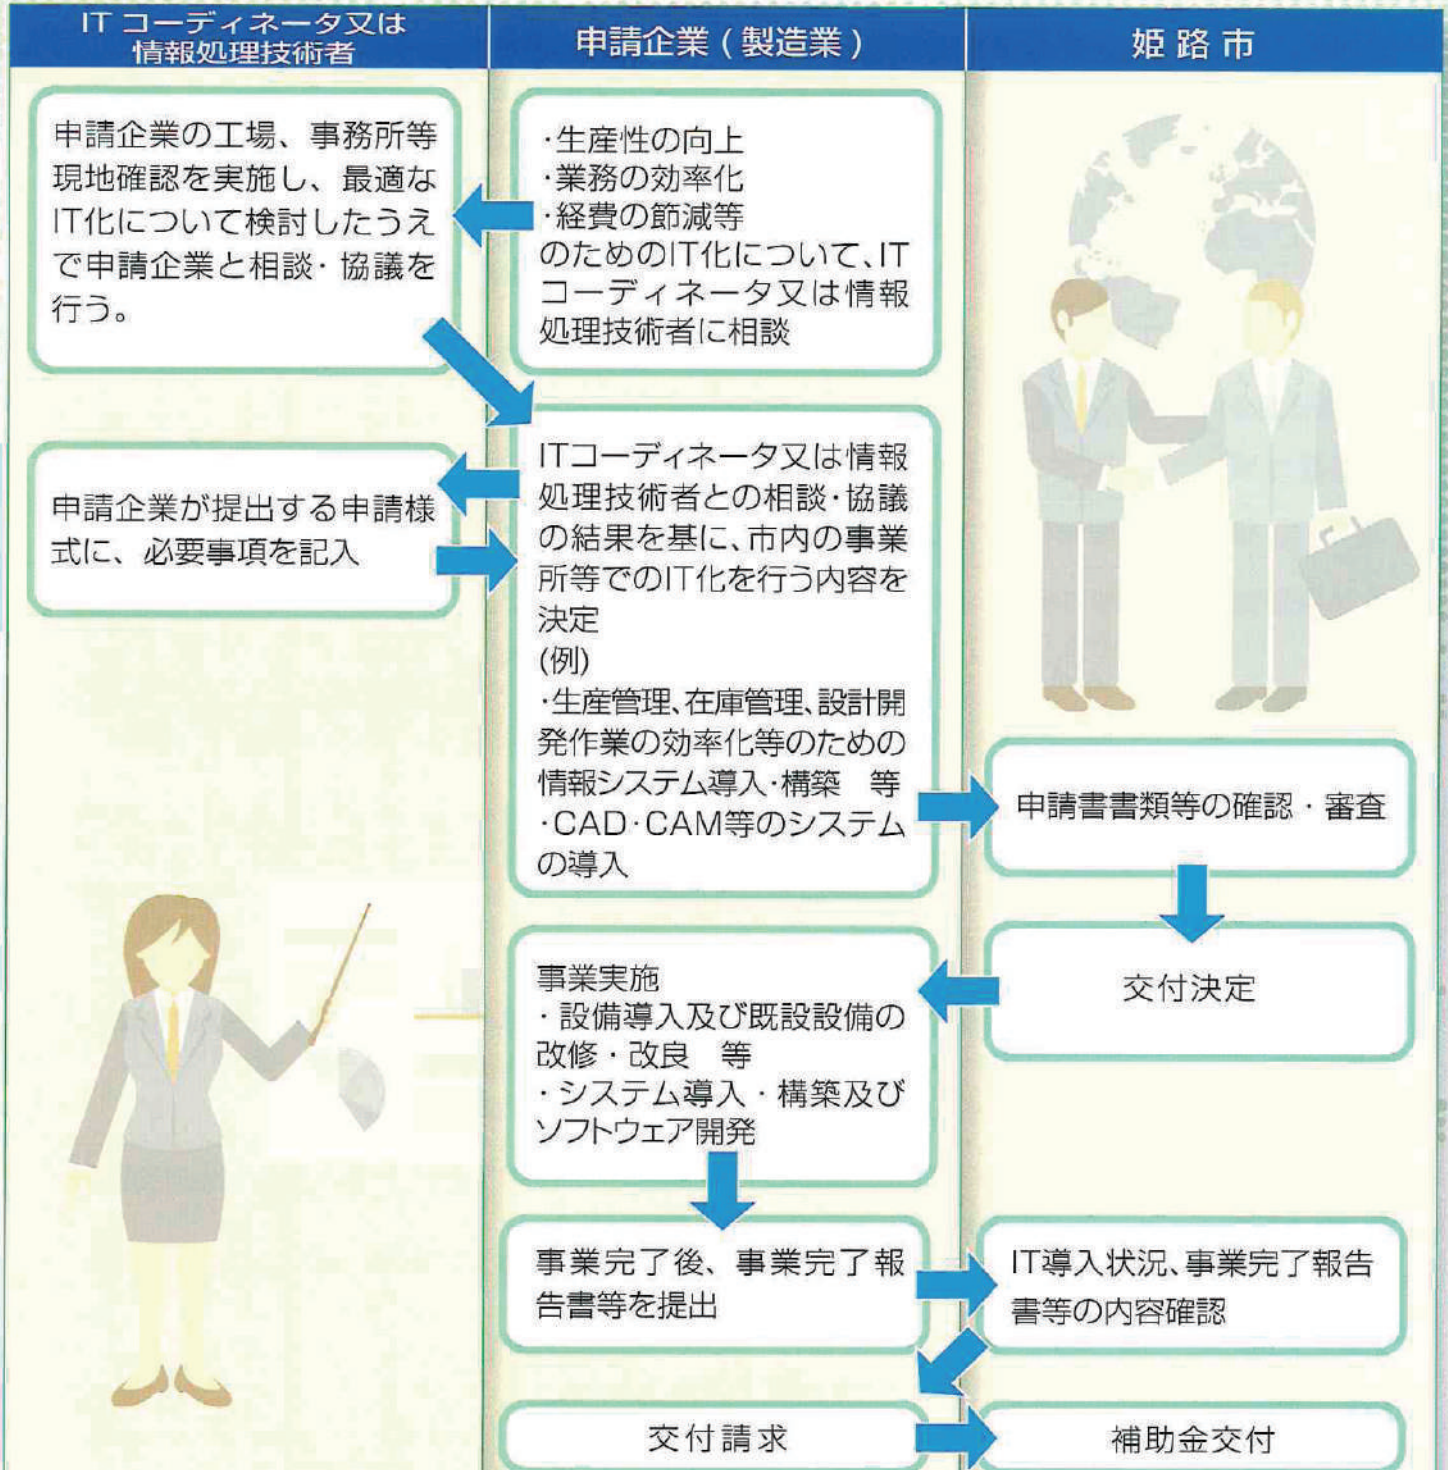 IT コーディネータ又は
情報処理技術者
申請企業 ( 製造業 )
姫路市
申請企業の工場、事務所等
現地確認を実施し、最適な
IT化について検討したうえ
で申請企業と相談・協議を
行う。
・生産性の向上
・業務の効率化
・経費の節減等
のためのIT化について、IT
コーディネータ又は情報
処理技術者に相談
申請企業が提出する申請様
式に、必要事項を記入
ITコーディネータ又は情報
処理技術者との相談・協議
の結果を基に、市内の事業
所等でのIT化を行う内容を
決定
(例)
・生産管理、在庫管理、設計開
発作業の効率化等のための
情報システム導入・構築　等
・CAD・CAM等のシステム
の導入
申請書書類等の確認・審査
交付決定
事業実施
・設備導入及び既設設備の
改修・改良　等
・システム導入・構築及び
ソフトウェア開発
事業完了後、事業完了報
告書等を提出
IT導入状況、事業完了報告
書等の内容確認
交付請求
補助金交付